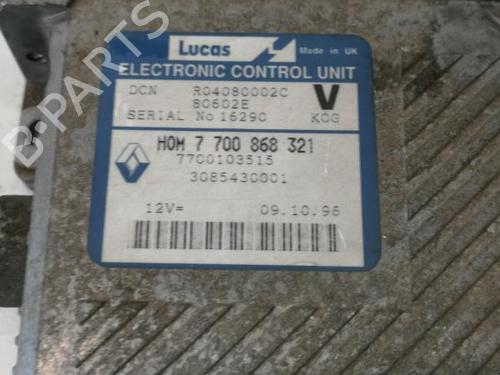 Lucas Made in UK
ELECTRONIC CONTROL UNIT
DCN R04080002C V
80602E
SERIAL No 16290 KOG
HOM 7 700 868 321
7700103515
3085430001
12V= 09.10.96
B-PARTS